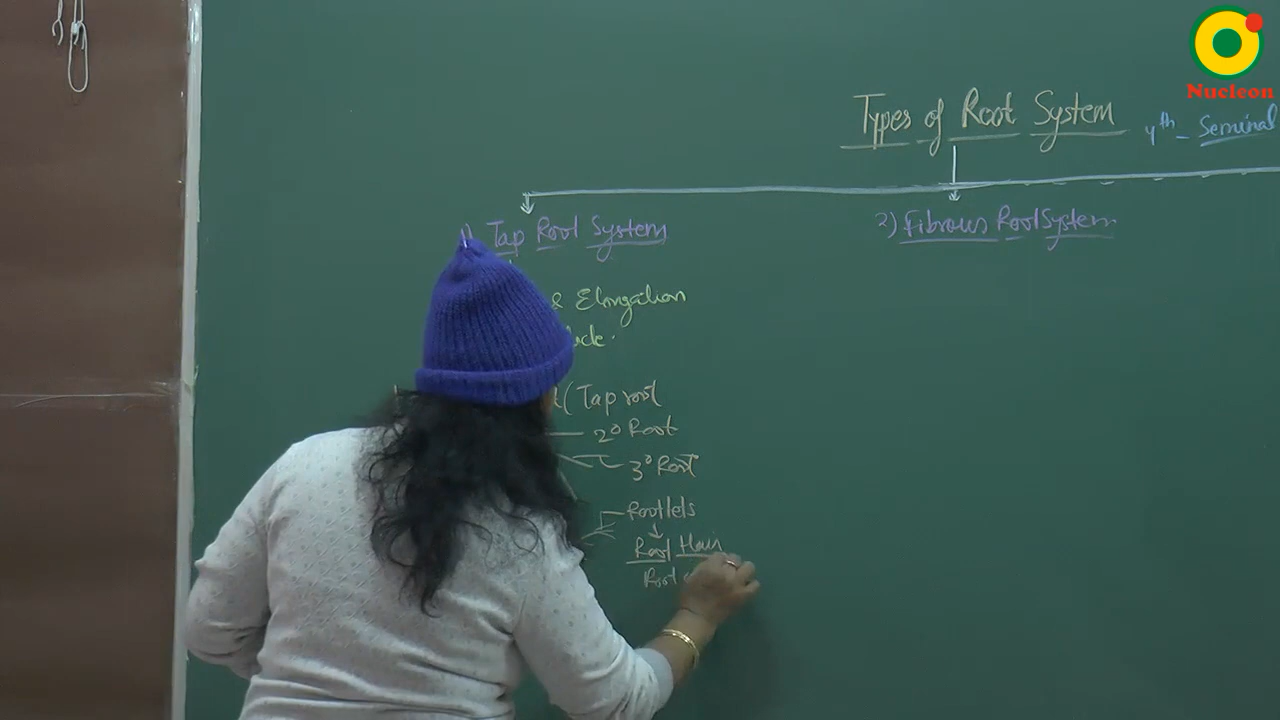 Nucleon
Types of Root System
4th - Seminal
1) Tap Root System
2) Fibrous Root System
& Elongation
(Tap root
2° Root
3° Root
Rootlets
Root Hair
Root